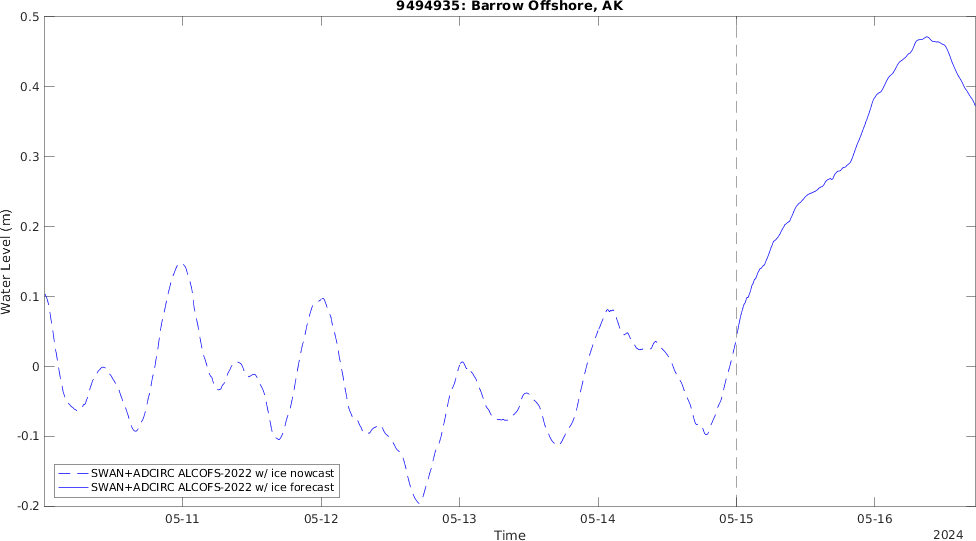 9494935: Barrow Offshore, AK
0.5
0.4
0.3
0.2
0.1
0
-0.1
-0.2
Water Level (m)
SWAN+ADCIRC ALCOFS-2022 w/ ice nowcast
SWAN+ADCIRC ALCOFS-2022 w/ ice forecast
05-11 05-12 05-13 05-14 05-15 05-16
Time
2024